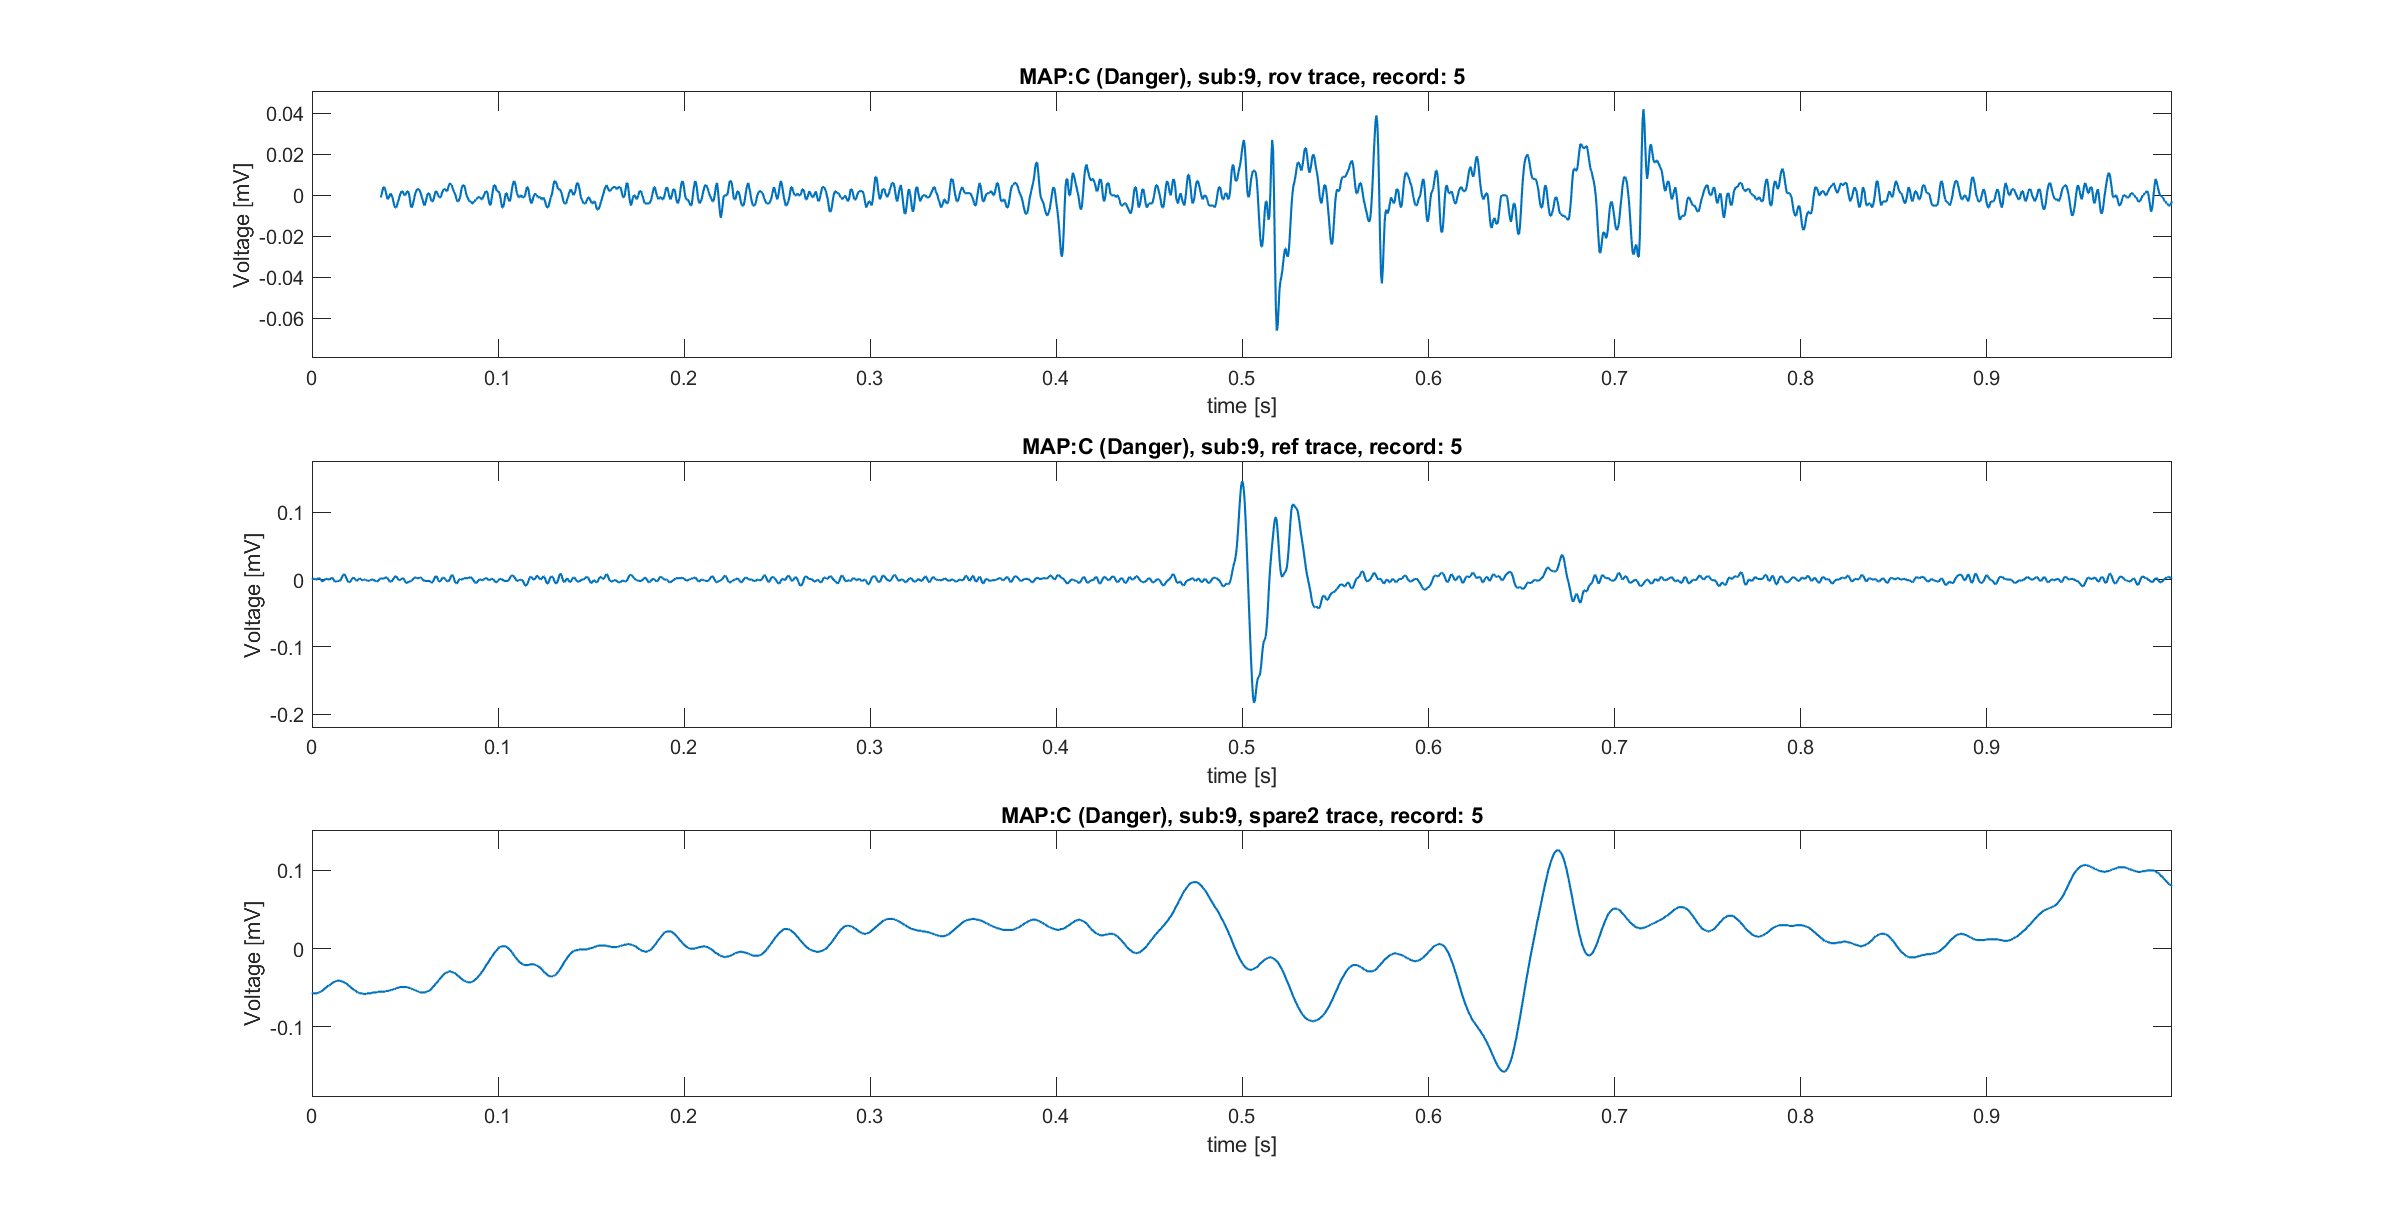 MAP:C (Danger), sub:9, rov trace, record: 5
0.04
0.02
0
-0.02
-0.04
-0.06
Voltage [mV]
0 0.1 0.2 0.3 0.4 0.5 0.6 0.7 0.8 0.9
time [s]
MAP:C (Danger), sub:9, ref trace, record: 5
0.1
0
-0.1
-0.2
Voltage [mV]
0 0.1 0.2 0.3 0.4 0.5 0.6 0.7 0.8 0.9
time [s]
MAP:C (Danger), sub:9, spare2 trace, record: 5
0.1
0
-0.1
Voltage [mV]
0 0.1 0.2 0.3 0.4 0.5 0.6 0.7 0.8 0.9
time [s]